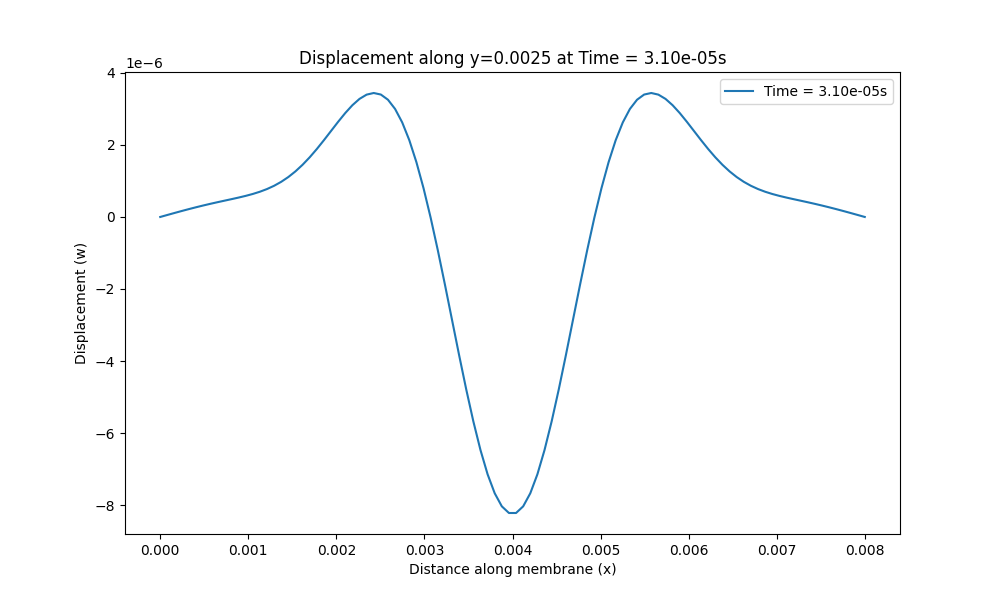 Displacement along y=0.0025 at Time = 3.10e-05s
1e−6
Time = 3.10e-05s
4
2
0
−2
−4
−6
−8
Displacement (w)
0.000 0.001 0.002 0.003 0.004 0.005 0.006 0.007 0.008
Distance along membrane (x)